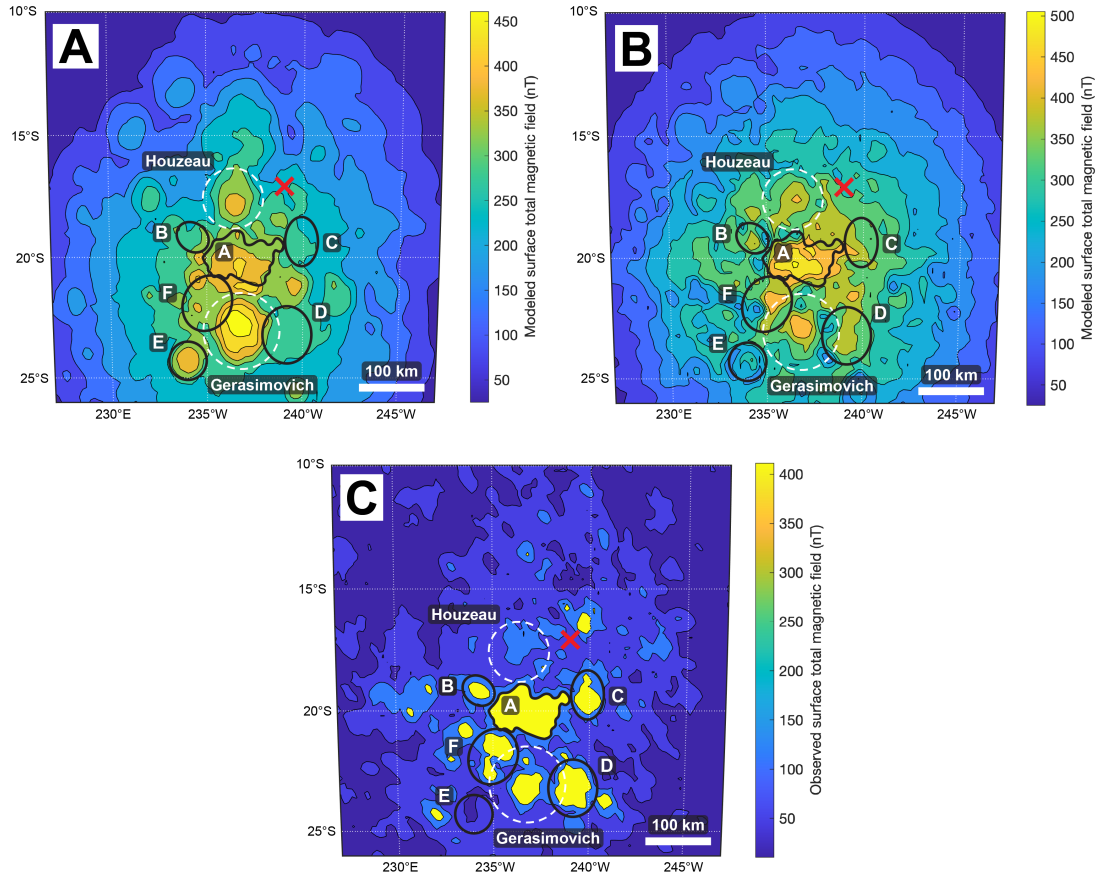 A
10°S
15°S
20°S
25°S
230°E
235°W
240°W
245°W
Houzeau
B
A
C
F
D
E
Gerasimovich
100 km
450
400
350
300
250
200
150
100
50
Modeled surface total magnetic field (nT)
B
10°S
15°S
20°S
25°S
230°E
235°W
240°W
245°W
Houzeau
B
A
C
F
D
E
Gerasimovich
100 km
500
450
400
350
300
250
200
150
100
50
Modeled surface total magnetic field (nT)
C
10°S
15°S
20°S
25°S
230°E
235°W
240°W
245°W
Houzeau
B
A
C
F
D
E
Gerasimovich
100 km
400
350
300
250
200
150
100
50
Observed surface total magnetic field (nT)